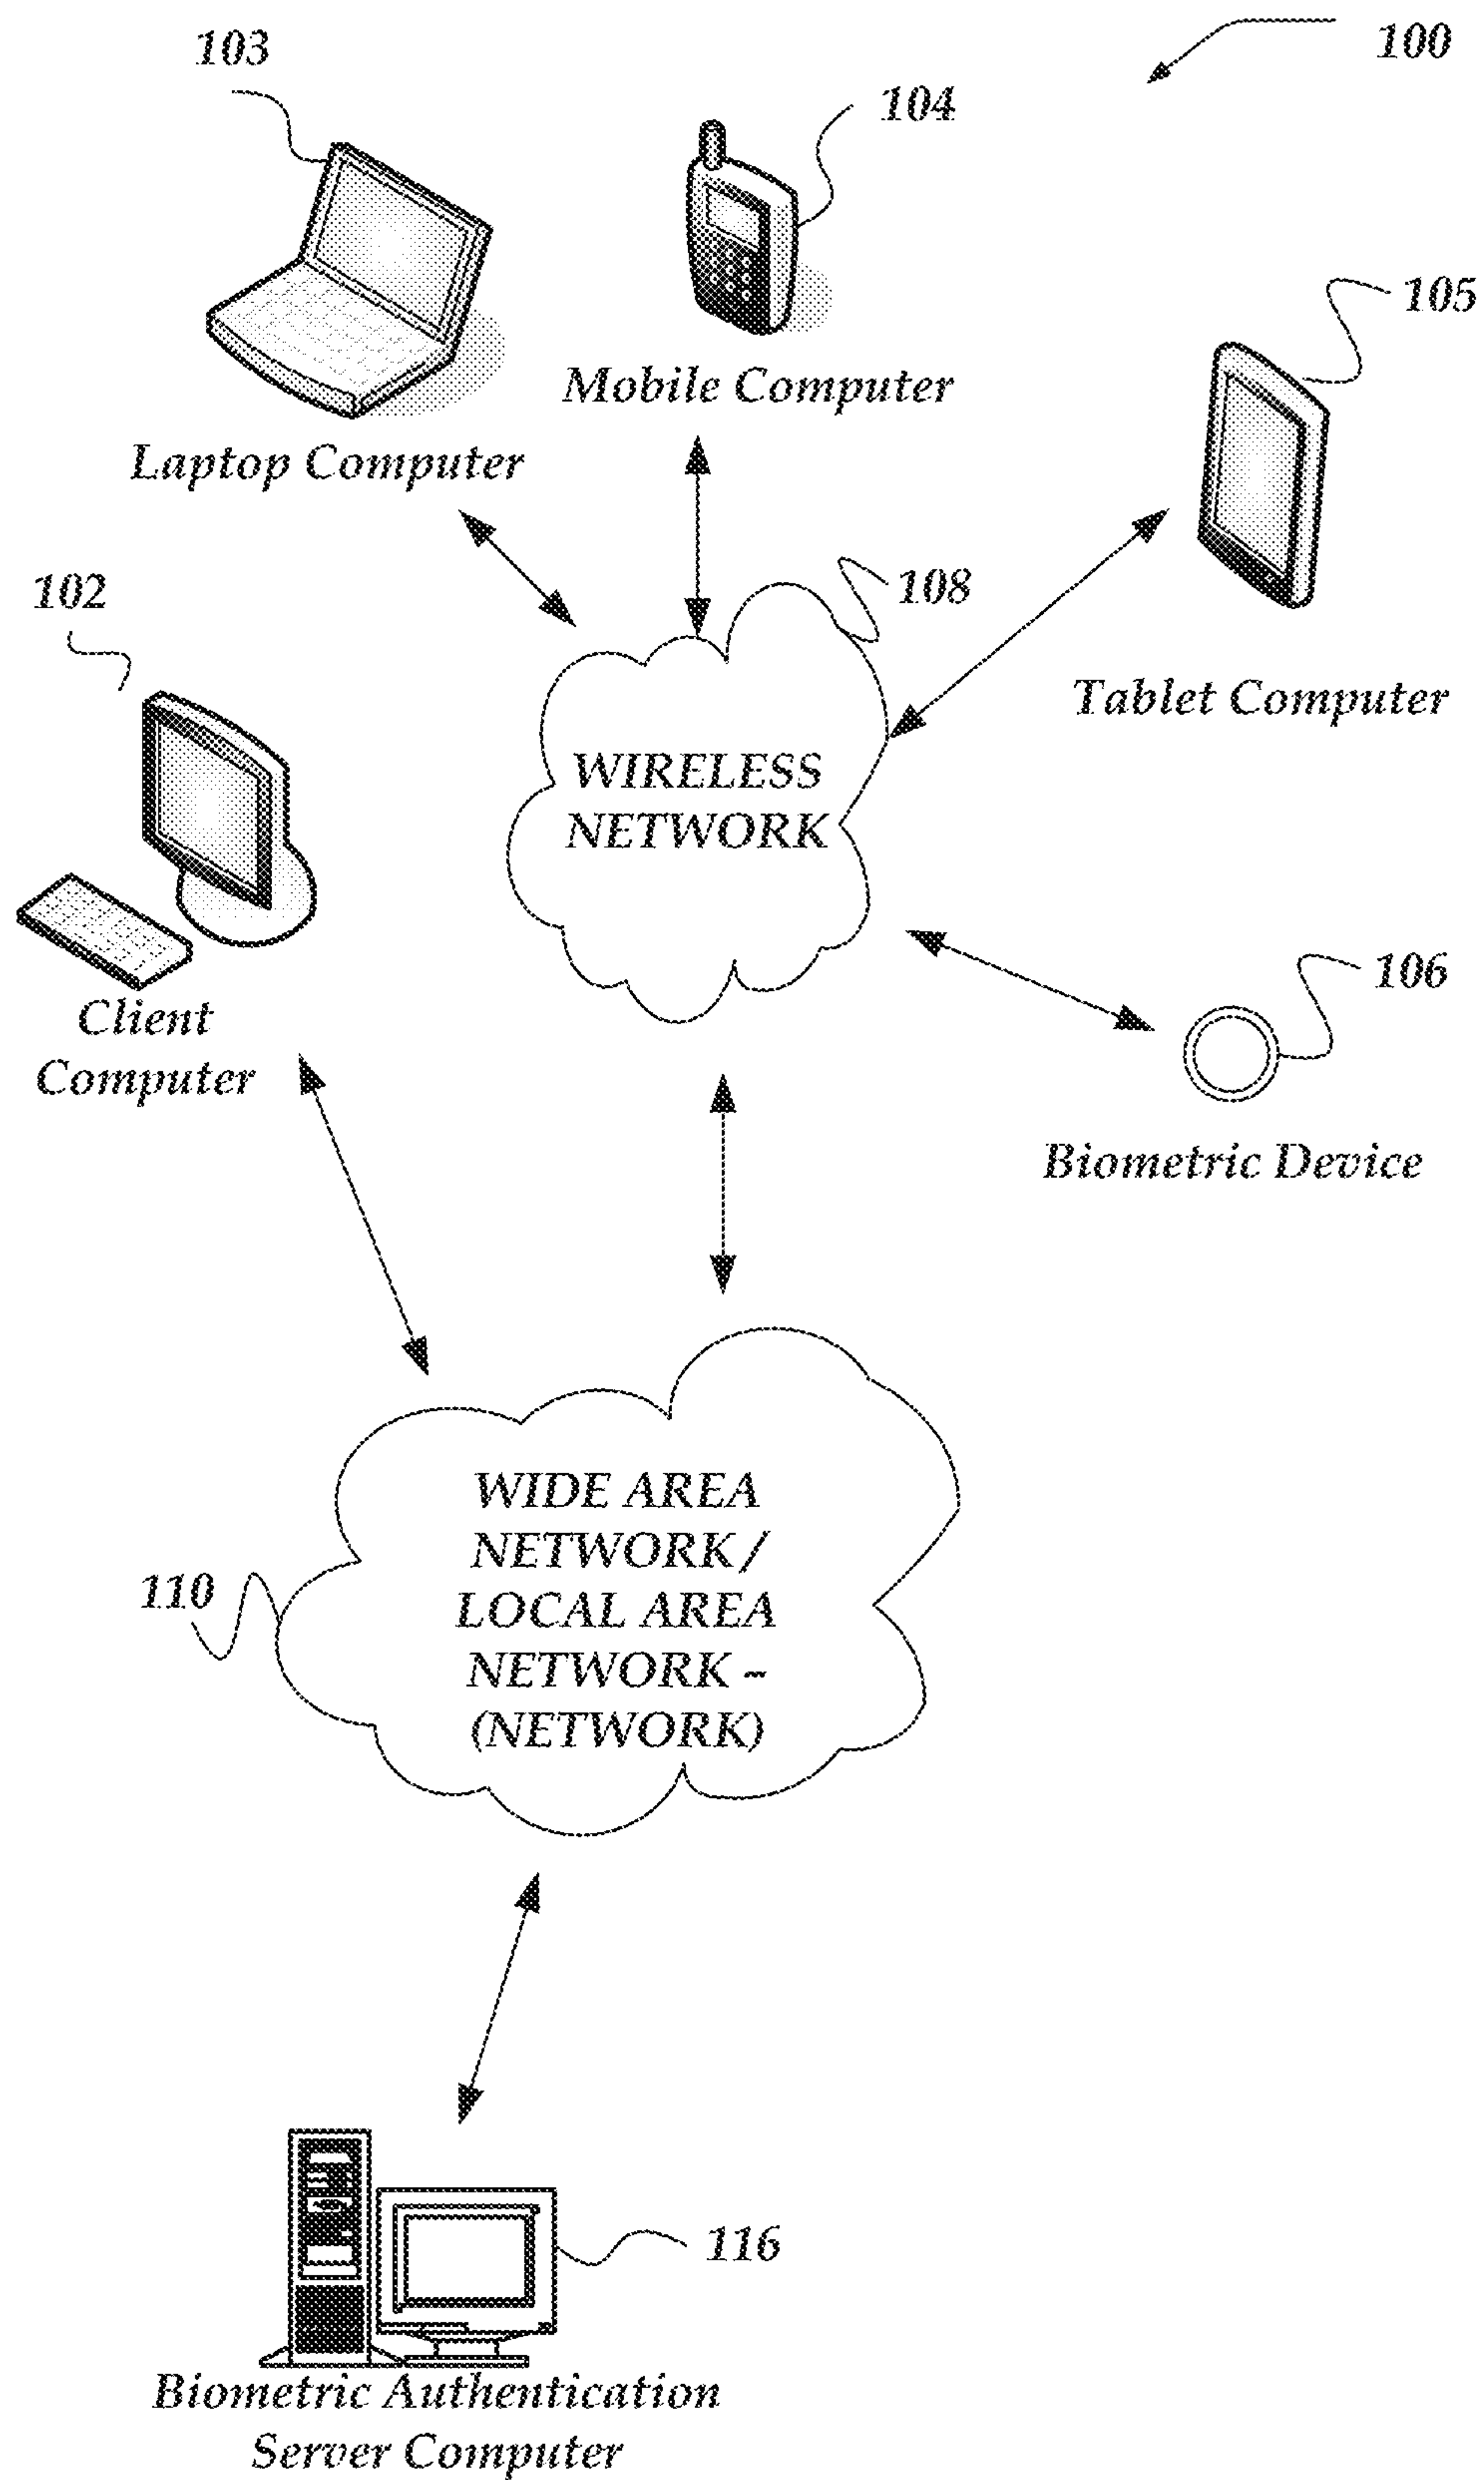 100
103
104
105
Mobile Computer
Laptop Computer
102
108
Tablet Computer
WIRELESS
NETWORK
106
Client
Computer
Biometric Device
WIDE AREA
NETWORK /
110
LOCAL AREA
NETWORK –
(NETWORK)
116
Biometric Authentication
Server Computer